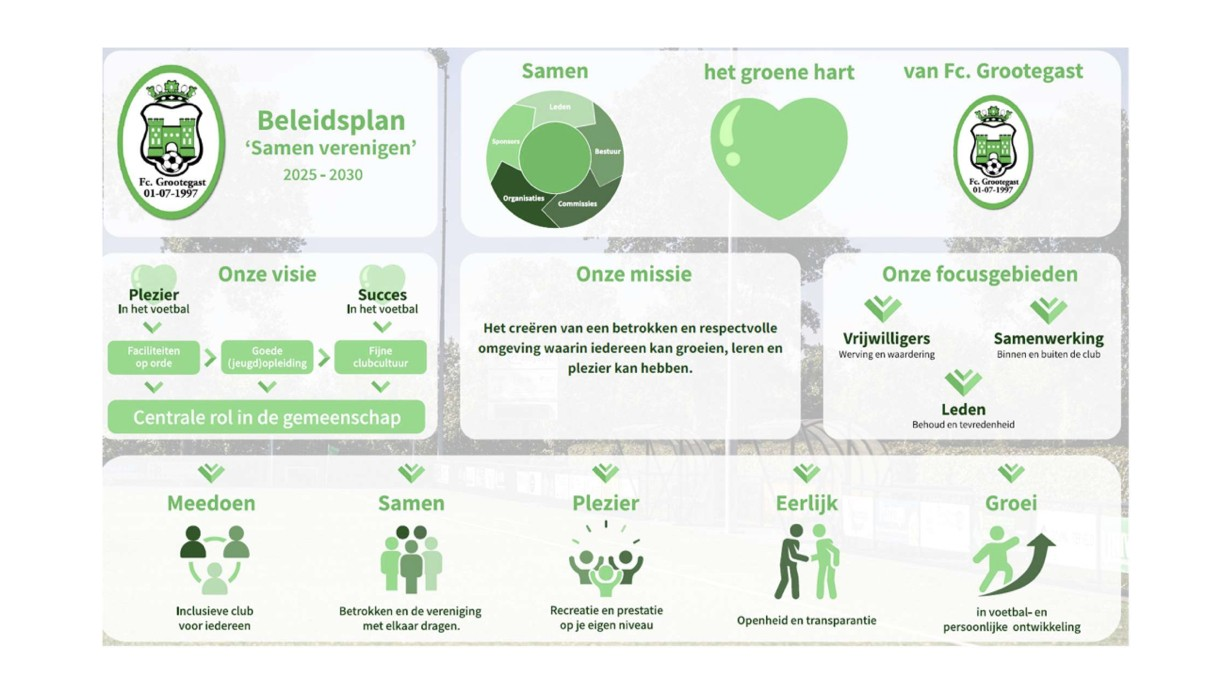 Fc. Grootegast
01-07-1997
Beleidsplan
‘Samen verenigen’
2025 - 2030
Samen
Leden
Bestuur
Commissies
Organisaties
Sponsors
het groene hart
van Fc. Grootegast
Fc. Grootegast
01-07-1997
Onze visie
Plezier
In het voetbal
Succes
In het voetbal
Faciliteiten
op orde
Goede
(jeugd)opleiding
Fijne
clubcultuur
Centrale rol in de gemeenschap
Onze missie
Het creëren van een betrokken en respectvolle
omgeving waarin iedereen kan groeien, leren en
plezier kan hebben.
Onze focusgebieden
Vrijwilligers
Werving en waardering
Samenwerking
Binnen en buiten de club
Leden
Behoud en tevredenheid
Meedoen
Inclusieve club
voor iedereen
Samen
Betrokken en de vereniging
met elkaar dragen.
Plezier
Recreatie en prestatie
op je eigen niveau
Eerlijk
Openheid en transparantie
Groei
in voetbal- en
persoonlijke ontwikkeling